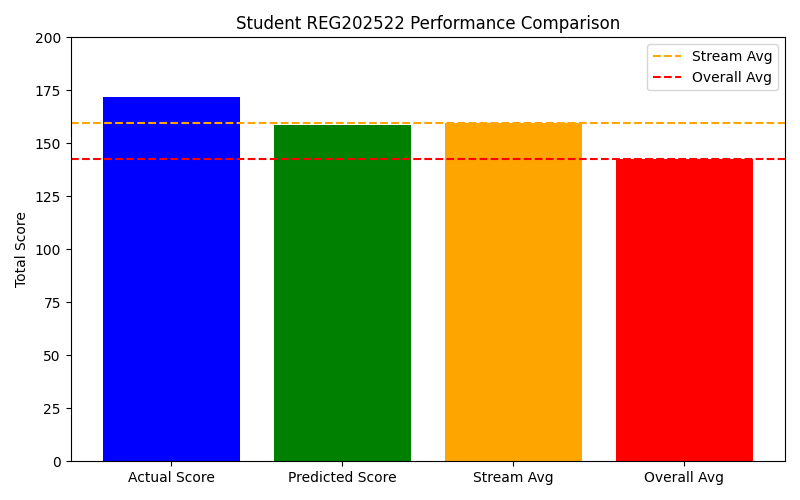 Student REG202522 Performance Comparison
Stream Avg
Overall Avg
Total Score
200
175
150
125
100
75
50
25
0
Actual Score
Predicted Score
Stream Avg
Overall Avg